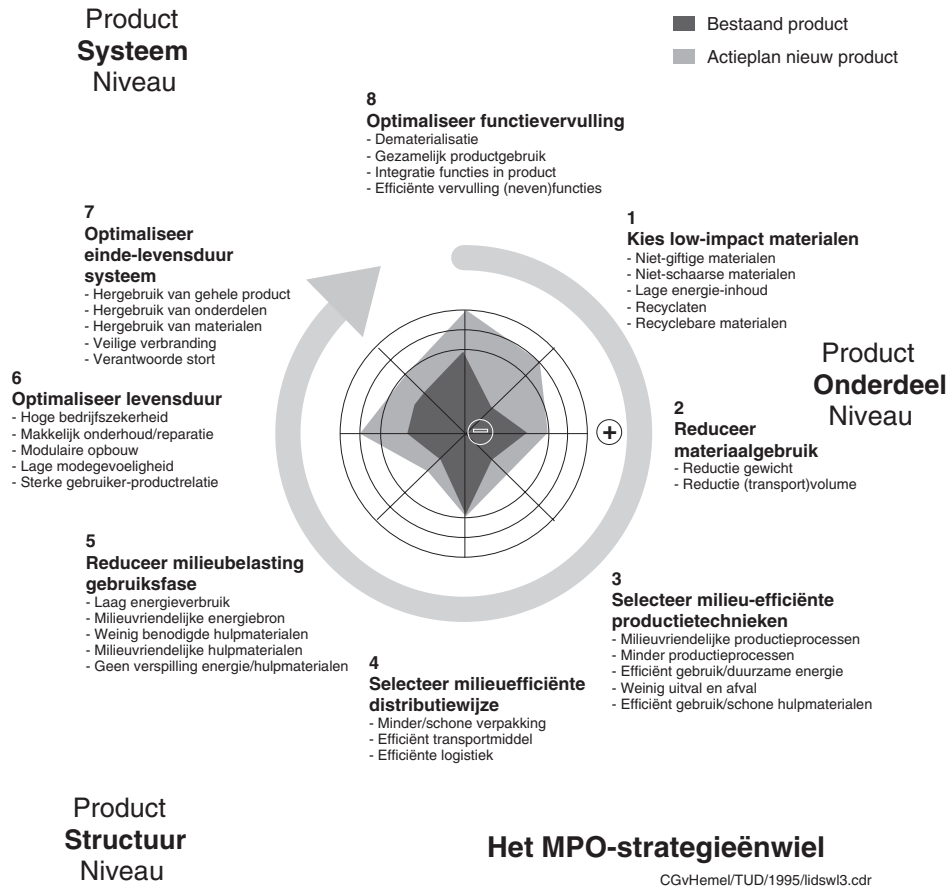 Product
Systeem
Niveau
Bestaand product
Actieplan nieuw product
8
Optimaliseer functievervulling
- Dematerialisatie
- Gezamelijk productgebruik
- Integratie functies in product
- Efficiënte vervulling (neven)functies
7
Optimaliseer
einde-levensduur
systeem
- Hergebruik van gehele product
- Hergebruik van onderdelen
- Hergebruik van materialen
- Veilige verbranding
- Verantwoorde stort
1
Kies low-impact materialen
- Niet-giftige materialen
- Niet-schaarse materialen
- Lage energie-inhoud
- Recyclaten
- Recyclebare materialen
Product
Onderdeel
Niveau
6
Optimaliseer levensduur
- Hoge bedrijfszekerheid
- Makkelijk onderhoud/reparatie
- Modulaire opbouw
- Lage modegevoeligheid
- Sterke gebruiker-productrelatie
−
+
2
Reduceer
materiaalgebruik
- Reductie gewicht
- Reductie (transport)volume
5
Reduceer milieubelasting
gebruiksfase
- Laag energieverbruik
- Milieuvriendelijke energiebron
- Weinig benodigde hulpmaterialen
- Milieuvriendelijke hulpmaterialen
- Geen verspilling energie/hulpmaterialen
3
Selecteer milieu-efficiënte
productietechnieken
- Milieuvriendelijke productieprocessen
- Minder productieprocessen
- Efficiënt gebruik/duurzame energie
- Weinig uitval en afval
- Efficiënt gebruik/schone hulpmaterialen
4
Selecteer milieuefficiënte
distributiewijze
- Minder/schone verpakking
- Efficiënt transportmiddel
- Efficiënte logistiek
Product
Structuur
Niveau
Het MPO-strategieënwiel
CGvHemel/TUD/1995/lidswl3.cdr